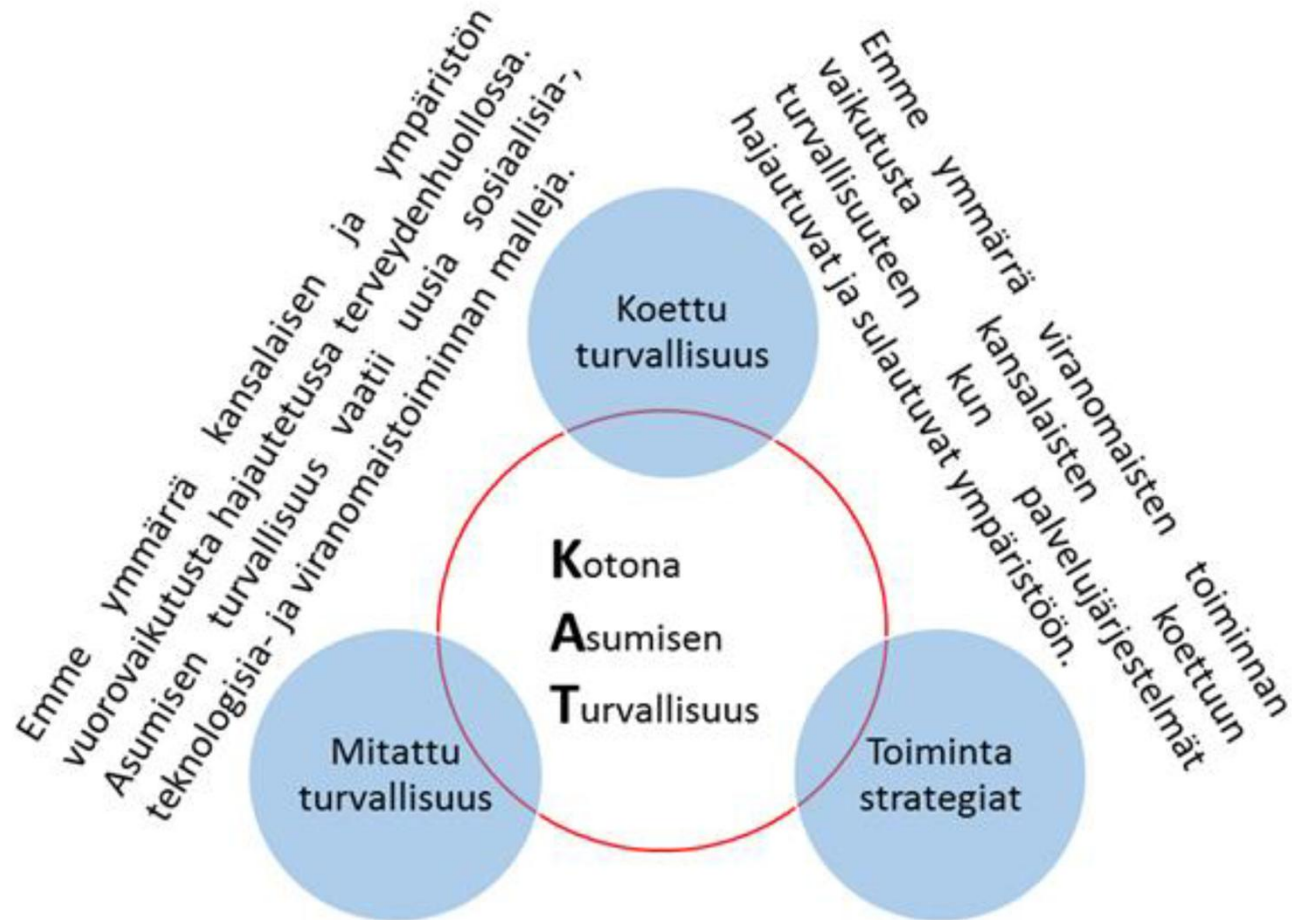 Emme ymmärrä kansalaisen ja ympäristön
vuorovaikutusta hajautetussa terveydenhuollossa.
Asumisen turvallisuus vaatii uusia sosiaalisia-,
teknologisia- ja viranomaistoiminnan malleja.
Emme ymmärrä viranomaisten toiminnan
vaikutusta kansalaisten koettuun
turvallisuuteen kun palvelujärjestelmät
hajautuvat ja sulautuvat ympäristöön.
Koettu
turvallisuus
Kotona
Asumisen
Turvallisuus
Mitattu
turvallisuus
Toiminta
strategiat